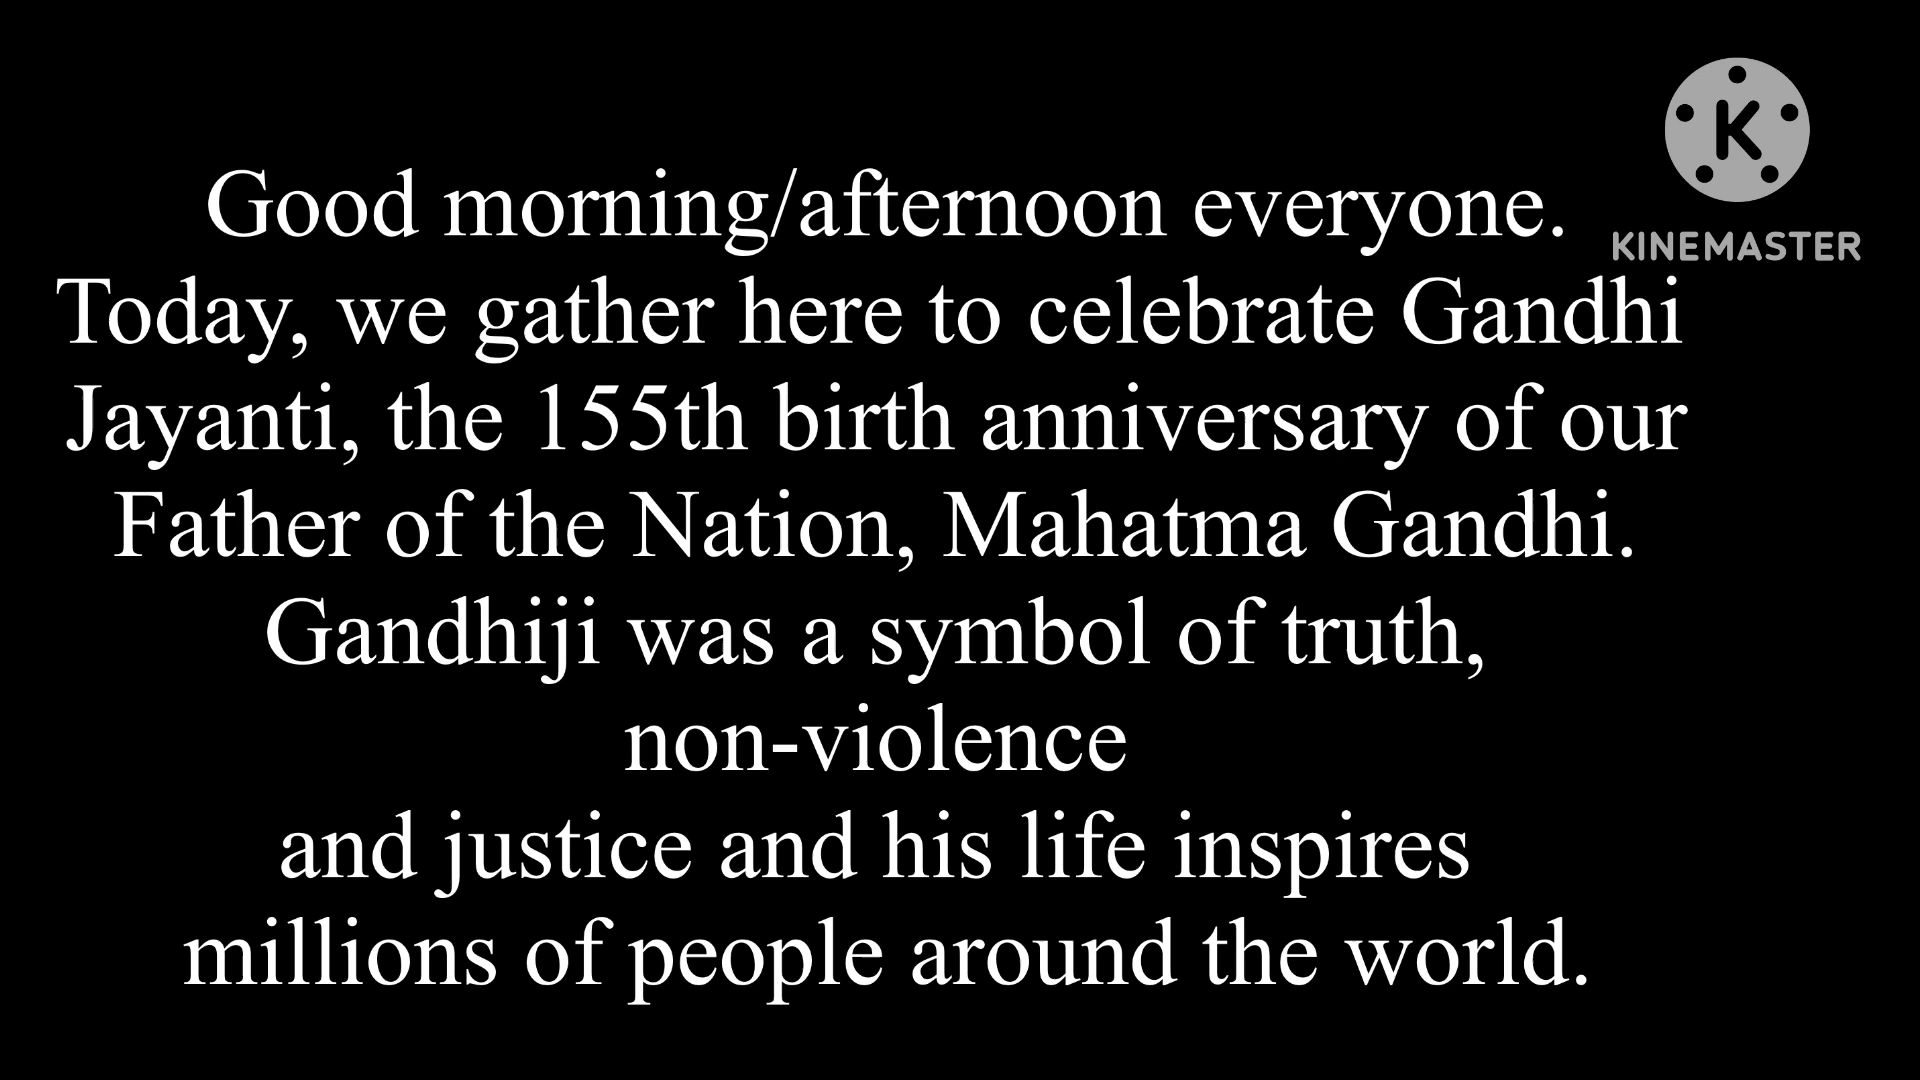 K
KINEMASTER
Good morning/afternoon everyone.
Today, we gather here to celebrate Gandhi
Jayanti, the 155th birth anniversary of our
Father of the Nation, Mahatma Gandhi.
Gandhiji was a symbol of truth,
non-violence
and justice and his life inspires
millions of people around the world.